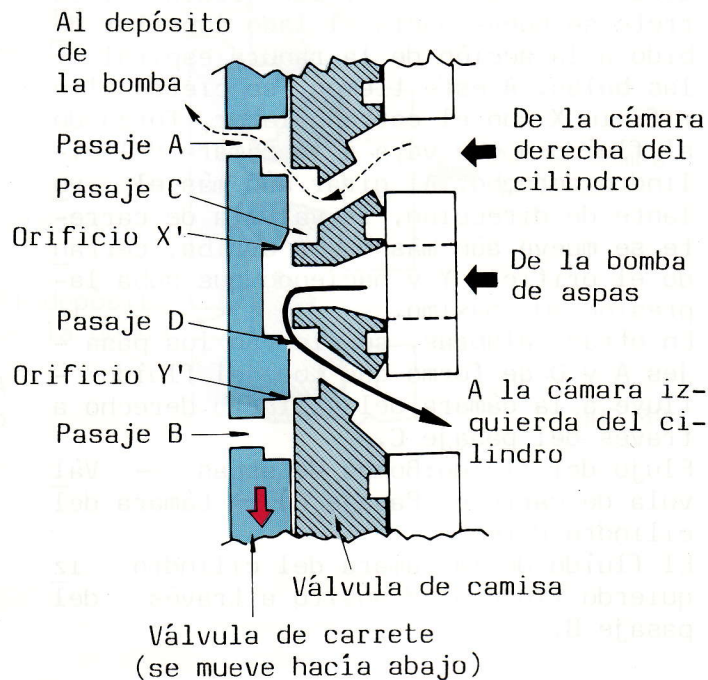 Al depósito
de
la bomba
Pasaje A
Pasaje C
Orificio X'
Pasaje D
Orificio Y'
Pasaje B
De la cámara
derecha del
cilindro
De la bomba
de aspas
A la cámara iz-
quierda del ci-
lindro
Válvula de camisa
Válvula de carrete
(se mueve hacía abajo)